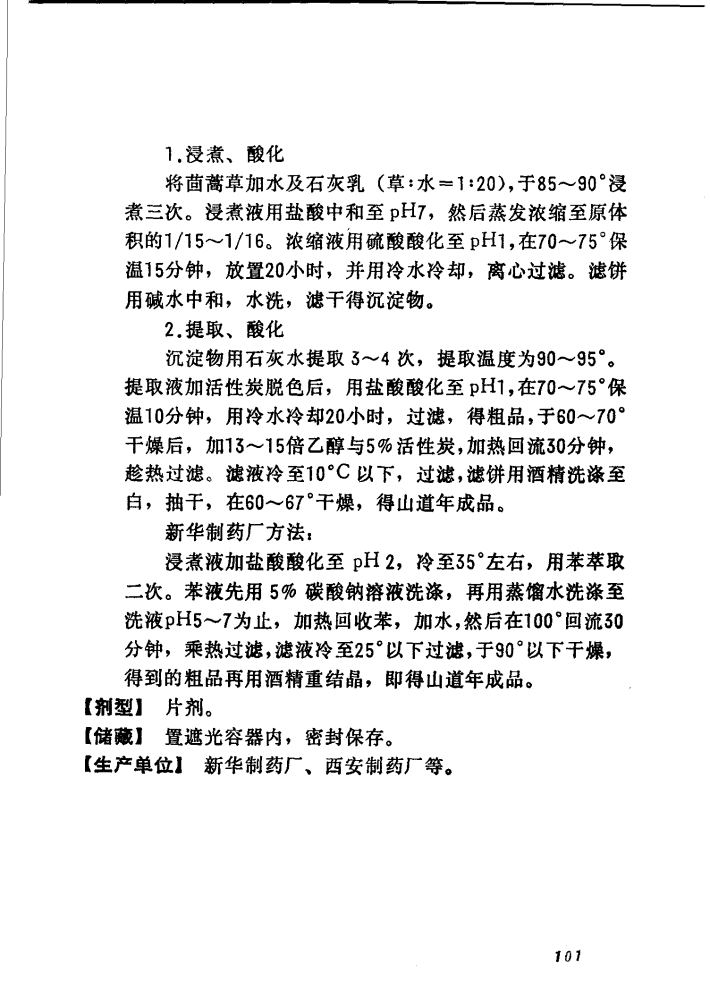 1.浸煮、酸化
将茴蒿草加水及石灰乳（草:水＝1:20），于85～90°浸
煮三次。浸煮液用盐酸中和至pH7，然后蒸发浓缩至原体
积的1/15～1/16。浓缩液用硫酸酸化至pH1，在70～75°保
温15分钟，放置20小时，并用冷水冷却，离心过滤。滤饼
用碱水中和，水洗，滤干得沉淀物。
2.提取、酸化
沉淀物用石灰水提取3～4次，提取温度为90～95°。
提取液加活性炭脱色后，用盐酸酸化至pH1，在70～75°保
温10分钟，用冷水冷却20小时，过滤，得粗品，于60～70°
干燥后，加13～15倍乙醇与5%活性炭，加热回流30分钟，
趁热过滤。滤液冷至10°C以下，过滤，滤饼用酒精洗涤至
白，抽干，在60～67°干燥，得山道年成品。
新华制药厂方法：
浸煮液加盐酸酸化至pH2，冷至35°左右，用苯萃取
二次。苯液先用5%碳酸钠溶液洗涤，再用蒸馏水洗涤至
洗液pH5～7为止，加热回收苯，加水，然后在100°回流30
分钟，乘热过滤，滤液冷至25°以下过滤，于90°以下干燥，
得到的粗品再用酒精重结晶，即得山道年成品。
【剂型】 片剂。
【储藏】 置遮光容器内，密封保存。
【生产单位】 新华制药厂、西安制药厂等。
101